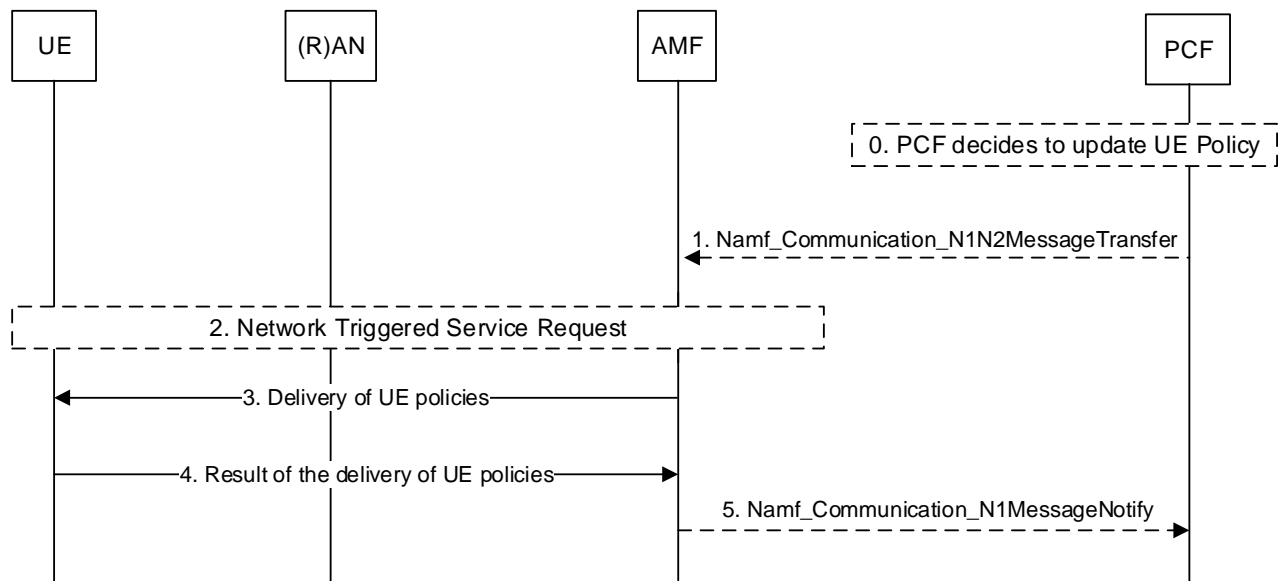 UE
(R)AN
AMF
PCF
0. PCF decides to update UE Policy
1. Namf_Communication_N1N2MessageTransfer
2. Network Triggered Service Request
3. Delivery of UE policies
4. Result of the delivery of UE policies
5. Namf_Communication_N1MessageNotify